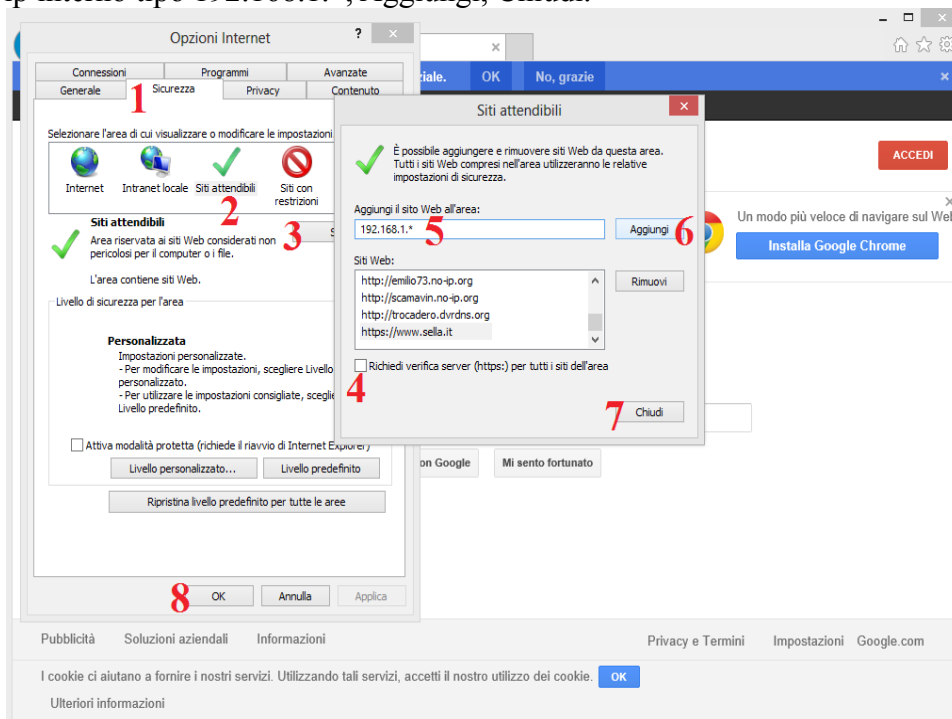 ip interno tipo 192.168.1.*, Aggiungi, Chiudi.
Opzioni Internet
?
Connessioni Programmi Avanzate
Generale Sicurezza Privacy Contenuto
1
Selezionare l'area di cui visualizzare o modificare le impostazioni
Internet Intranet locale Siti attendibili Siti con
restrizioni
2
Siti attendibili
3
Area riservata ai siti Web considerati non
pericolosi per il computer o i file.
L'area contiene siti Web.
Livello di sicurezza per l'area
Personalizzata
Impostazioni personalizzate.
- Per modificare le impostazioni, scegliere Livello
personalizzato.
- Per utilizzare le impostazioni consigliate, sceglie
Livello predefinito.
Attiva modalità protetta (richiede il riavvio di Internet Explorer)
Livello personalizzato... Livello predefinito
Ripristina livello predefinito per tutte le aree
8 OK Annulla Applica
Siti attendibili
È possibile aggiungere e rimuovere siti Web da questa area.
Tutti i siti Web compresi nell'area utilizzeranno le relative
impostazioni di sicurezza.
Aggiungi il sito Web all'area:
192.168.1.* 5 Aggiungi 6
Siti Web:
http://emilio73.no-ip.org Rimuovi
http://scamavin.no-ip.org
http://trocadero.dvrdns.org
https://www.sella.it
Richiedi verifica server (https:) per tutti i siti dell'area
4
7 Chiudi
ziale. OK No, grazie
ACCEDI
Un modo più veloce di navigare sul Wel
Installa Google Chrome
on Google Mi sento fortunato
Pubblicità Soluzioni aziendali Informazioni Privacy e Termini Impostazioni Google.com
I cookie ci aiutano a fornire i nostri servizi. Utilizzando tali servizi, accetti il nostro utilizzo dei cookie. OK
Ulteriori informazioni